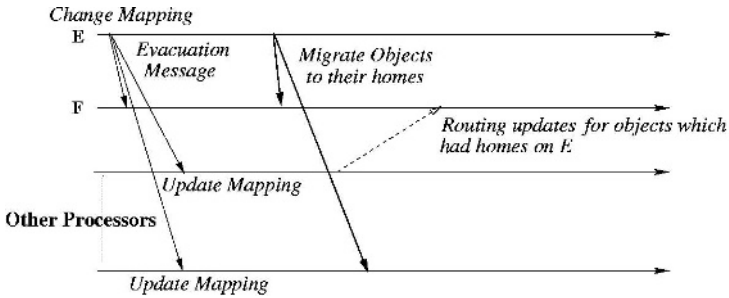 Change Mapping
E
Evacuation
Message
Migrate Objects
to their homes
F
Routing updates for objects which
had homes on E
Update Mapping
Other Processors
Update Mapping